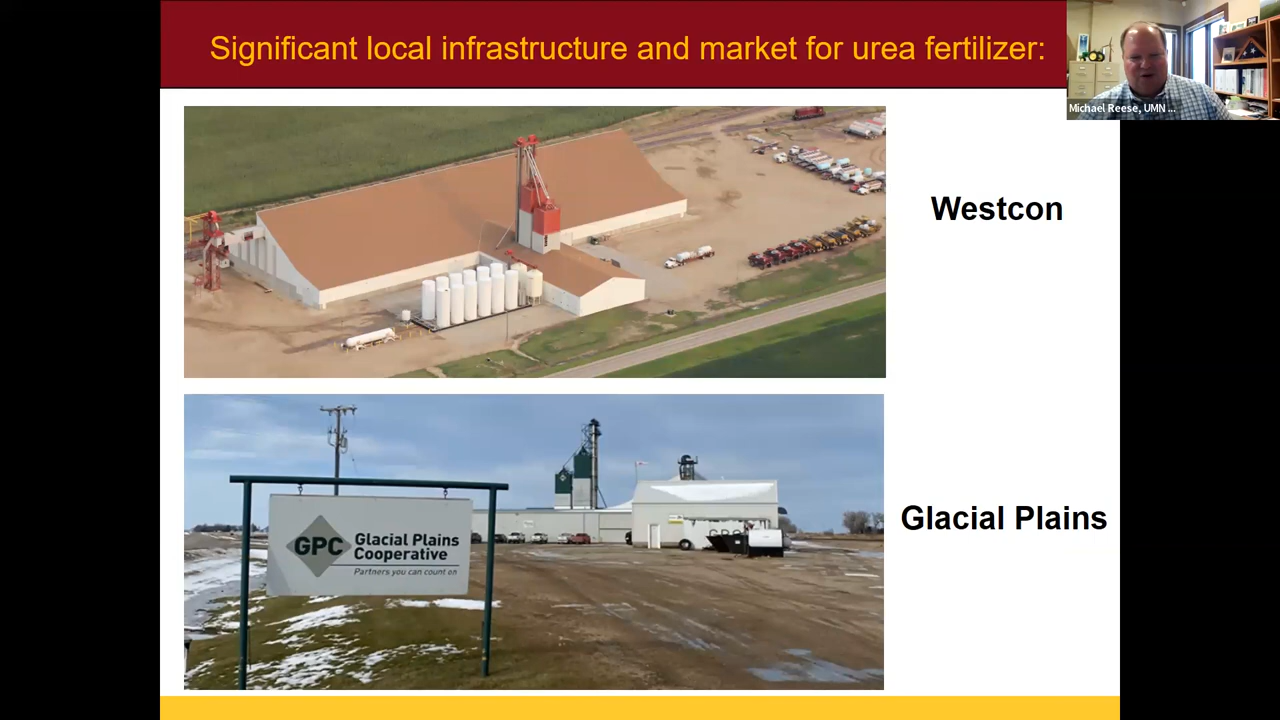 Significant local infrastructure and market for urea fertilizer:
Michael Reese, UMN ...
Westcon
GPC
Glacial Plains
Cooperative
Partners you can count on
Glacial Plains